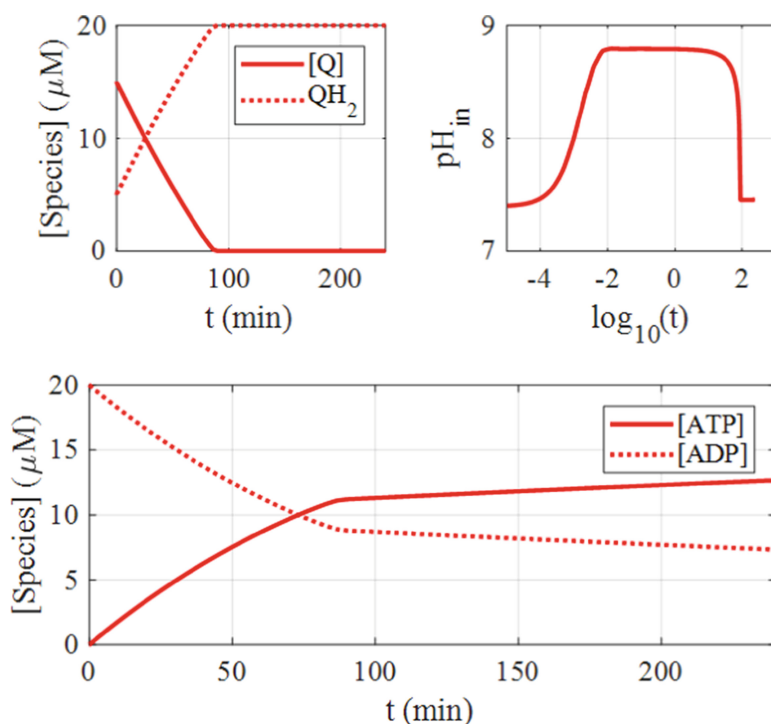 [Species] (μM)
20
10
0
[Q]
QH2
0 100 200
t (min)
pHin
9
8
7
-4 -2 0 2
log10(t)
[Species] (μM)
20
15
10
5
0
[ATP]
[ADP]
0 50 100 150 200
t (min)